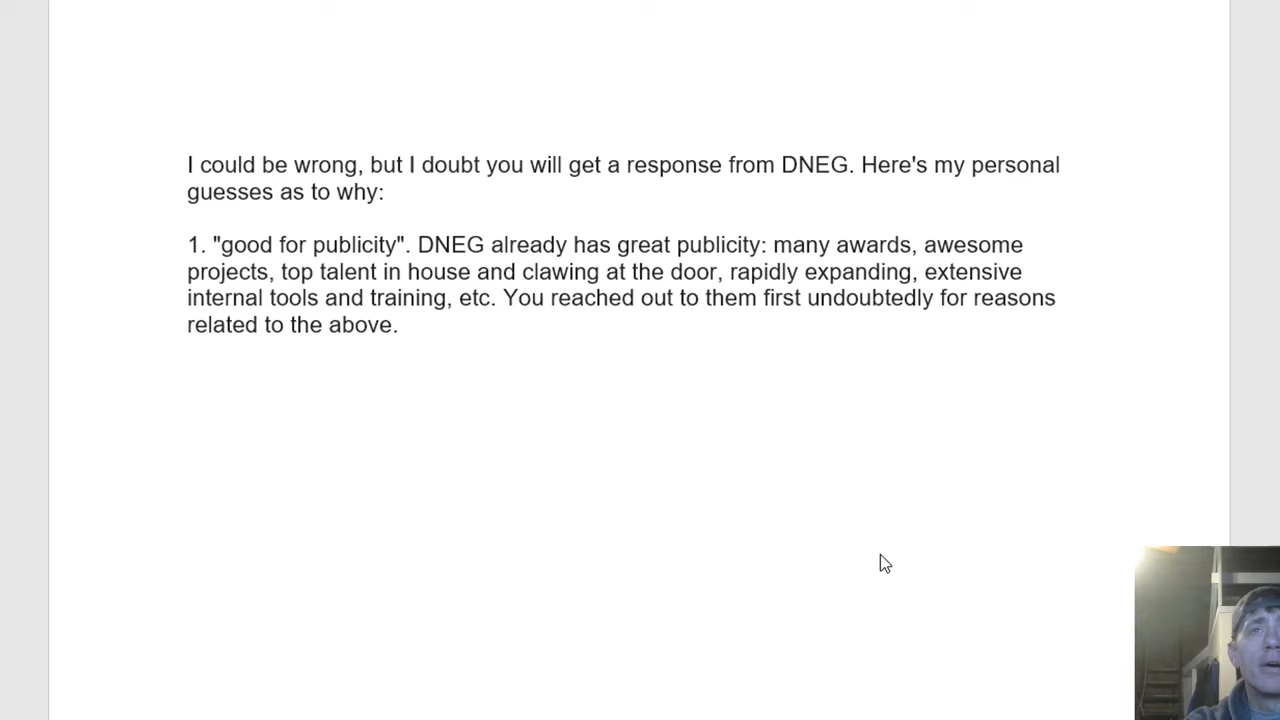 I could be wrong, but I doubt you will get a response from DNEG. Here's my personal
guesses as to why:
1. "good for publicity". DNEG already has great publicity: many awards, awesome
projects, top talent in house and clawing at the door, rapidly expanding, extensive
internal tools and training, etc. You reached out to them first undoubtedly for reasons
related to the above.